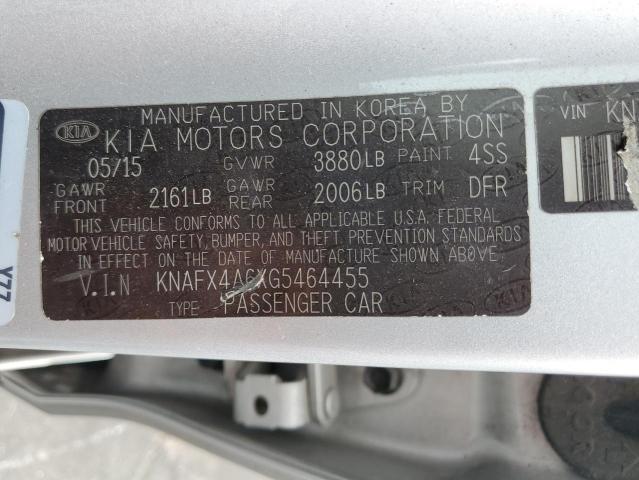 MANUFACTURED IN KOREA BY
KIA KIA MOTORS CORPORATION
05/15 GVWR 3880LB PAINT 4SS
GAWR FRONT 2161LB GAWR REAR 2006LB TRIM DFR
THIS VEHICLE CONFORMS TO ALL APPLICABLE U.S.A. FEDERAL
MOTOR VEHICLE SAFETY, BUMPER, AND THEFT PREVENTION STANDARDS
IN EFFECT ON THE DATE OF MANUFACTURE SHOWN ABOVE.
V.I.N KNAFX4A6XG5464455
TYPE PASSENGER CAR
VIN KN
YZZ